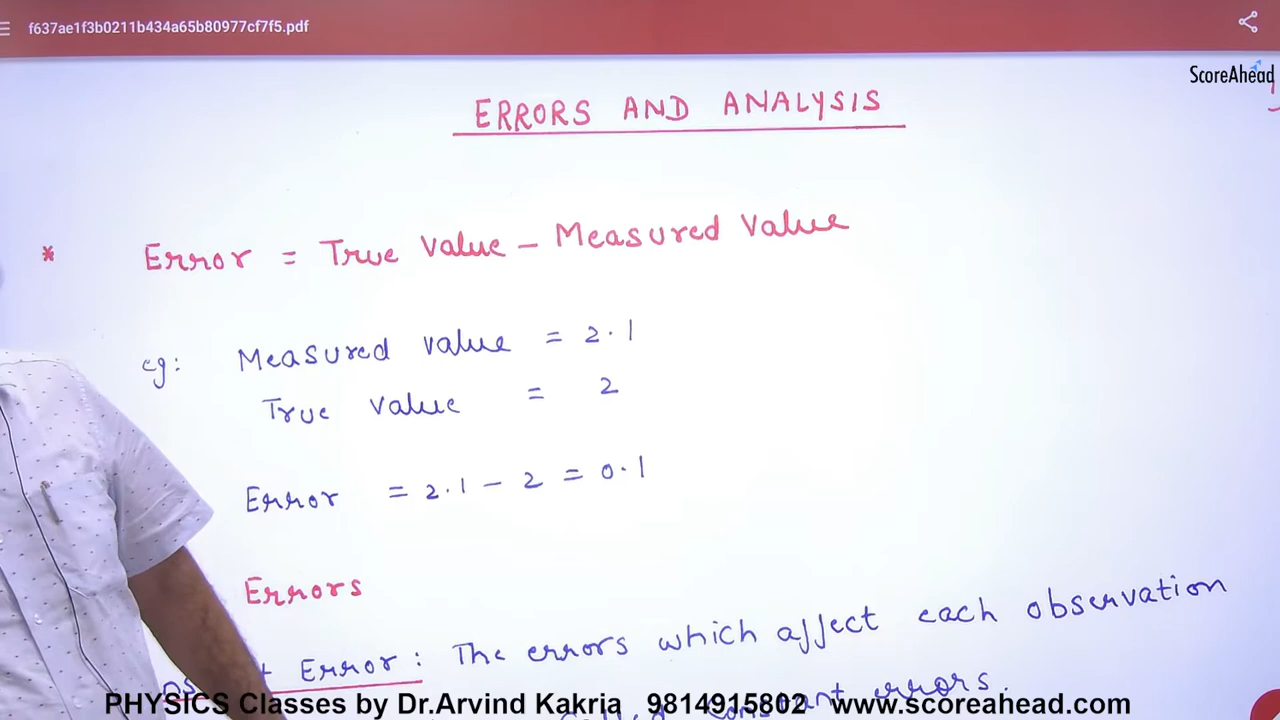 f637ae1f3b0211b434a65b80977cf7f5.pdf
ScoreAhead
ERRORS AND ANALYSIS
* Error = True Value - Measured Value
eg: Measured value = 2.1
True value = 2
Error = 2.1 - 2 = 0.1
Errors
Error: The errors which affect each observation
constant errors.
PHYSICS Classes by Dr.Arvind Kakria 9814915802 www.scoreahead.com